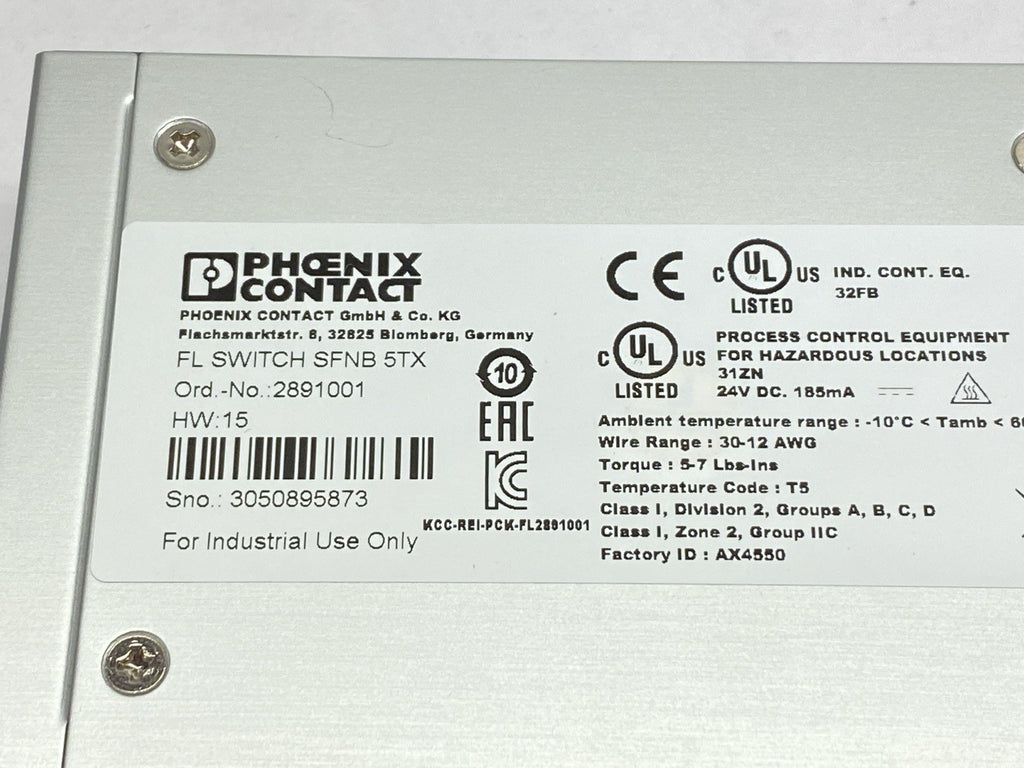 PHŒNIX
CONTACT
PHOENIX CONTACT GmbH & Co. KG
Flachsmarktstr. 8, 32825 Blomberg, Germany
FL SWITCH SFNB 5TX
Ord.-No.:2891001
HW:15
Sno.: 3050895873
For Industrial Use Only
10
EAC
KC
KCC-REI-PCK-FL2891001
CE
C UL US
LISTED
IND. CONT. EQ.
32FB
C UL US
LISTED
PROCESS CONTROL EQUIPMENT
FOR HAZARDOUS LOCATIONS
31ZN
24V DC. 185mA
Ambient temperature range : -10°C < Tamb <
Wire Range : 30-12 AWG
Torque : 5-7 Lbs-Ins
Temperature Code : T5
Class I, Division 2, Groups A, B, C, D
Class I, Zone 2, Group IIC
Factory ID : AX4550